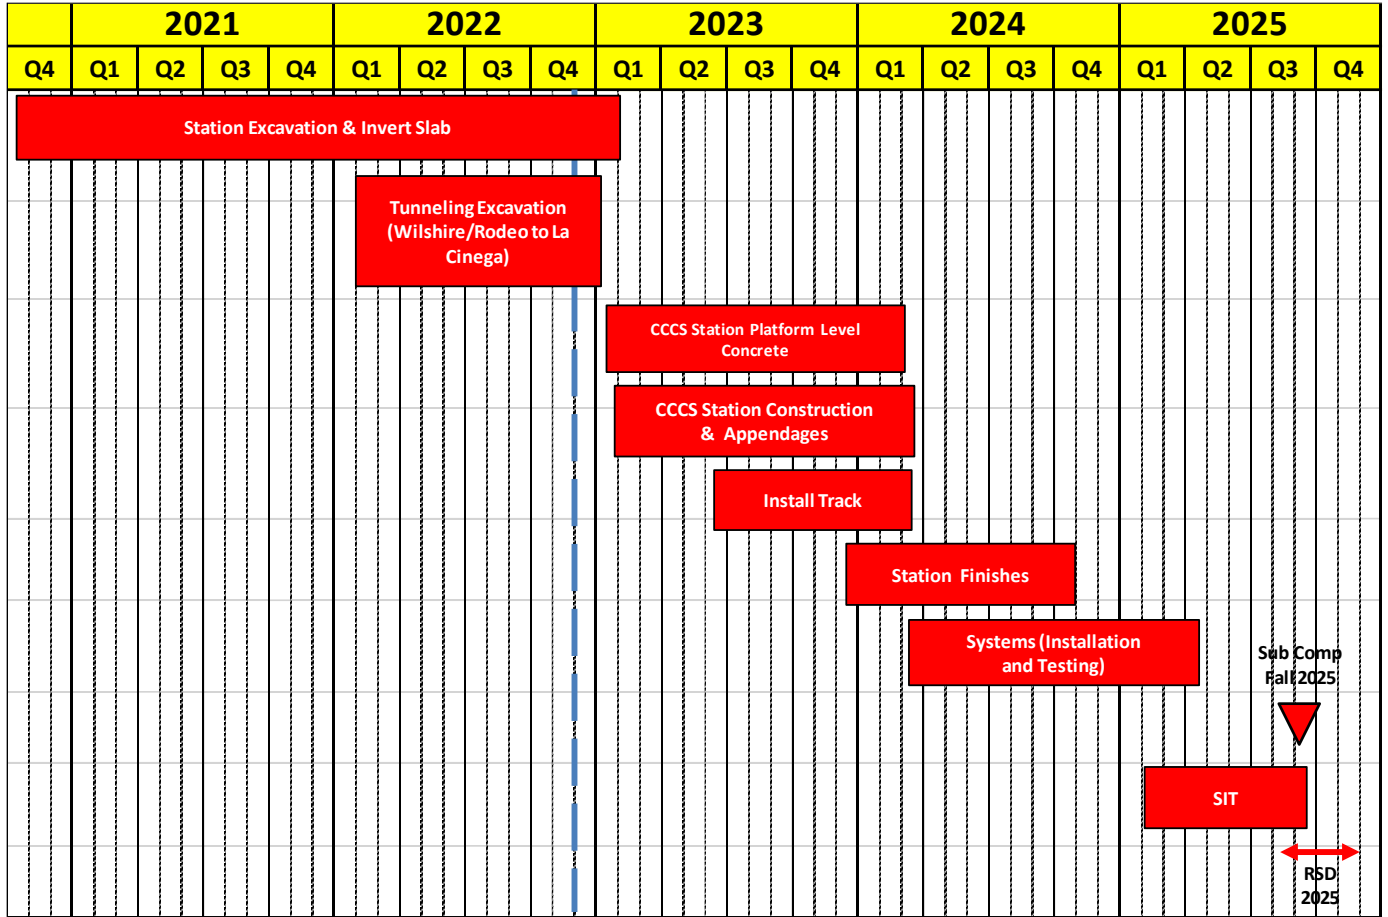 2021 2022 2023 2024 2025
Q4 Q1 Q2 Q3 Q4 Q1 Q2 Q3 Q4 Q1 Q2 Q3 Q4 Q1 Q2 Q3 Q4 Q1 Q2 Q3 Q4
Station Excavation & Invert Slab
Tunneling Excavation
(Wilshire/Rodeo to La
Cinega)
CCCS Station Platform Level
Concrete
CCCS Station Construction
& Appendages
Install Track
Station Finishes
Systems (Installation
and Testing)
Sub Comp
Fall 2025
SIT
RSD
2025